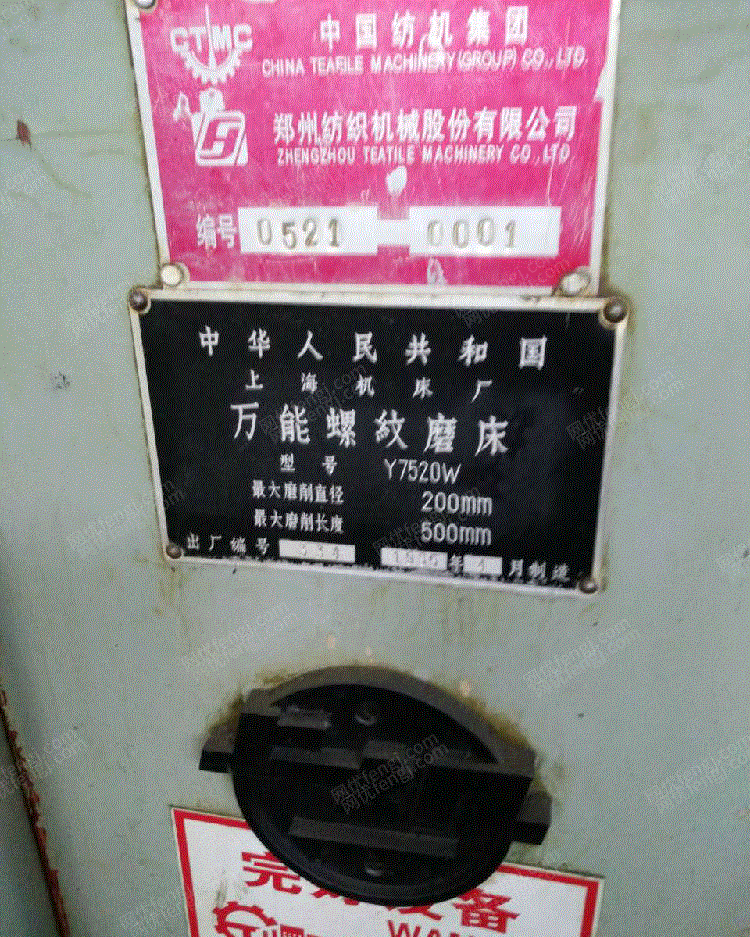 CTMC 中国纺机集团
CHINA TEATILE MACHINERY(GROUP) CO.,LTD.
郑州纺织机械股份有限公司
ZHENGZHOU TEATILE MACHINERY CO.,LTD
编号 0521 0001
中华人民共和国
上海机床厂
万能螺纹磨床
型号 Y7520W
最大磨削直径 200mm
最大磨削长度 500mm
出厂编号 年 月制造
完好设备